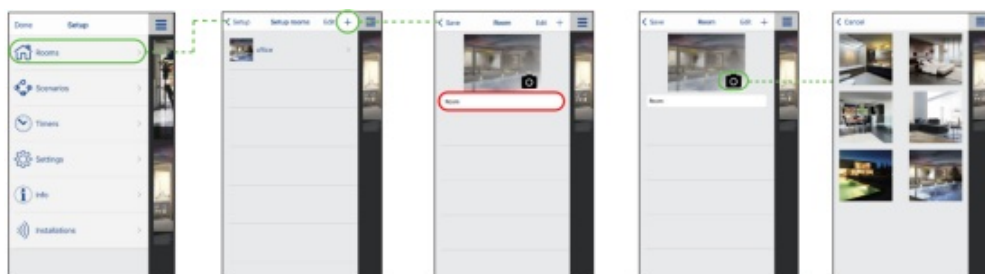 Done Setup
Rooms
Scenarios
Timers
Settings
Info
Installations
Setup Setup rooms Edit +
office
Save Room Edit +
Room
Save Room Edit +
Room
Cancel